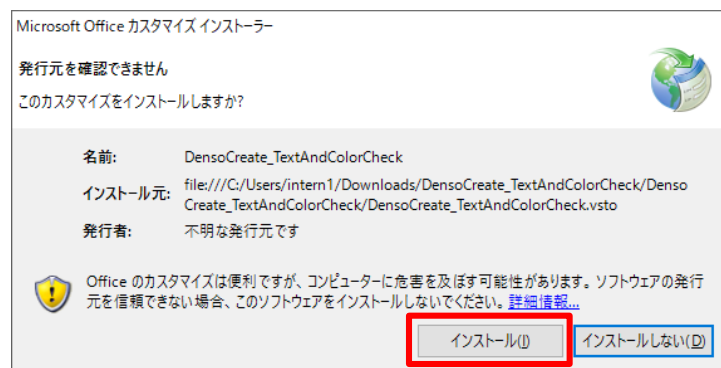 Microsoft Office カスタマイズ インストーラー
発行元を確認できません
このカスタマイズをインストールしますか?
名前: DensoCreate_TextAndColorCheck
インストール元: file:///C:/Users/intern1/Downloads/DensoCreate_TextAndColorCheck/Denso
Create_TextAndColorCheck/DensoCreate_TextAndColorCheck.vsto
発行者: 不明な発行元です
Office のカスタマイズは便利ですが、コンピューターに危害を及ぼす可能性があります。ソフトウェアの発行
元を信頼できない場合、このソフトウェアをインストールしないでください。詳細情報...
インストール(I) インストールしない(D)